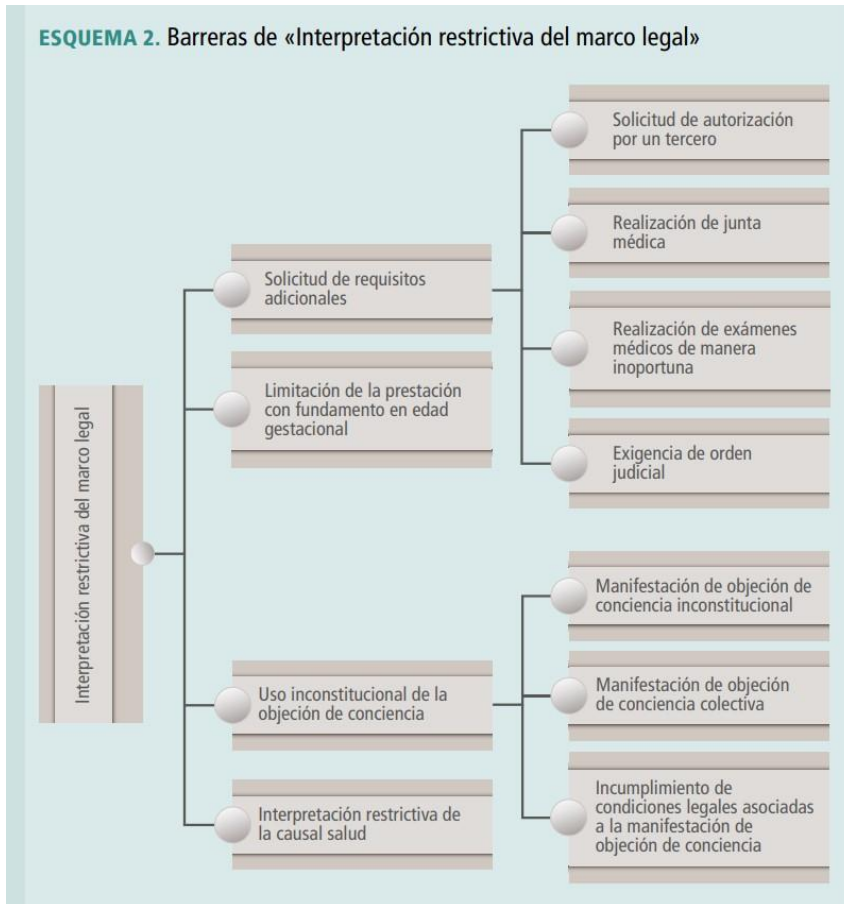 ESQUEMA 2. Barreras de «Interpretación restrictiva del marco legal»
Interpretación restrictiva del marco legal
Solicitud de requisitos
adicionales
Solicitud de autorización
por un tercero
Realización de junta
médica
Realización de exámenes
médicos de manera
inoportuna
Exigencia de orden
judicial
Limitación de la prestación
con fundamento en edad
gestacional
Uso inconstitucional de la
objeción de conciencia
Manifestación de objeción de
conciencia inconstitucional
Manifestación de objeción
de conciencia colectiva
Incumplimiento de
condiciones legales asociadas
a la manifestación de
objeción de conciencia
Interpretación restrictiva de
la causal salud